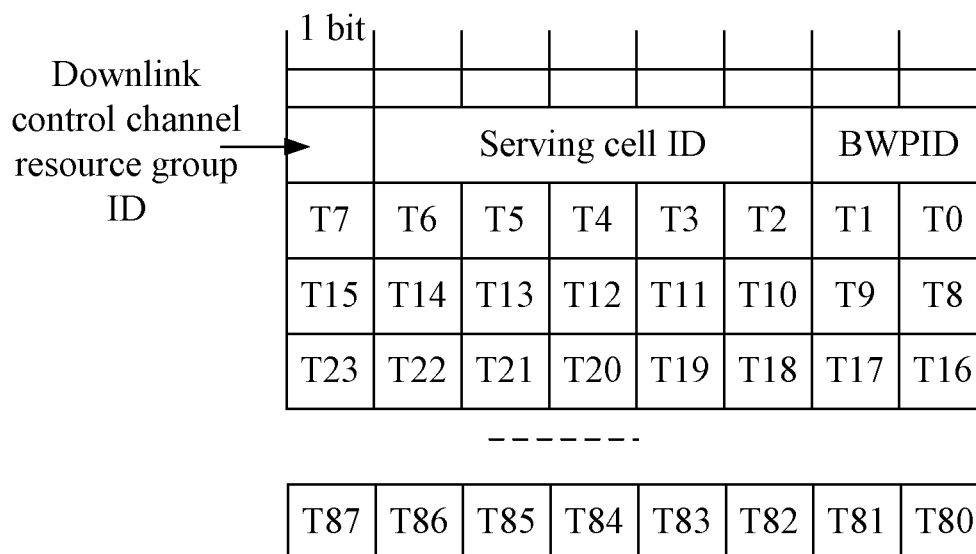 1 bit
Downlink
control channel
resource group
ID
Serving cell ID BWPID
T7 T6 T5 T4 T3 T2 T1 T0
T15 T14 T13 T12 T11 T10 T9 T8
T23 T22 T21 T20 T19 T18 T17 T16
T87 T86 T85 T84 T83 T82 T81 T80